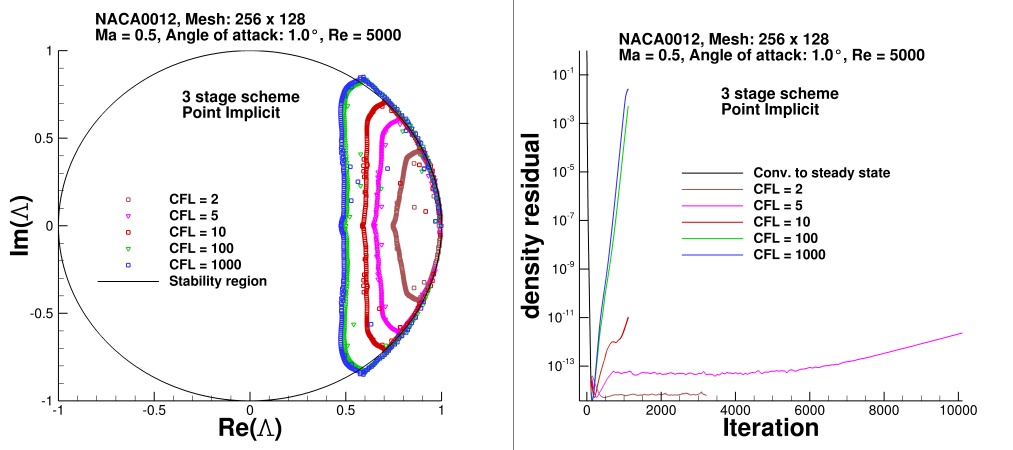 NACA0012, Mesh: 256 x 128
Ma = 0.5, Angle of attack: 1.0°, Re = 5000
3 stage scheme
Point Implicit
1
0.5
0
-0.5
-1
Im(Λ)
CFL = 2
CFL = 5
CFL = 10
CFL = 100
CFL = 1000
Stability region
-1
-0.5
0
0.5
1
Re(Λ)
NACA0012, Mesh: 256 x 128
Ma = 0.5, Angle of attack: 1.0°, Re = 5000
3 stage scheme
Point Implicit
10⁻¹
10⁻³
10⁻⁵
10⁻⁷
10⁻⁹
10⁻¹¹
10⁻¹³
density residual
Conv. to steady state
CFL = 2
CFL = 5
CFL = 10
CFL = 100
CFL = 1000
0
2000
4000
6000
8000
10000
Iteration